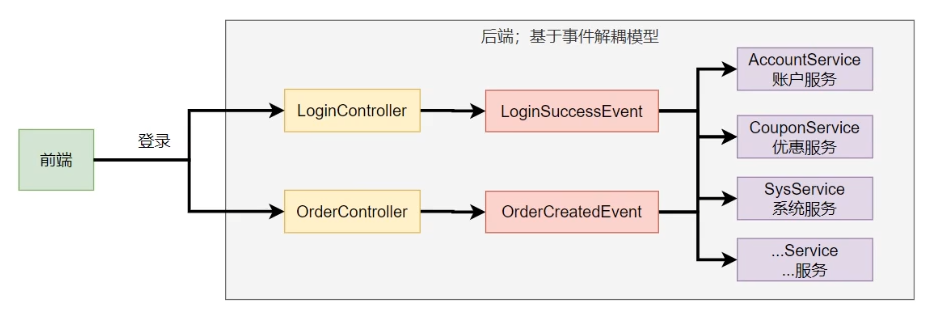 后端；基于事件解耦模型
前端
登录
LoginController
LoginSuccessEvent
OrderController
OrderCreatedEvent
AccountService
账户服务
CouponService
优惠服务
SysService
系统服务
...Service
...服务